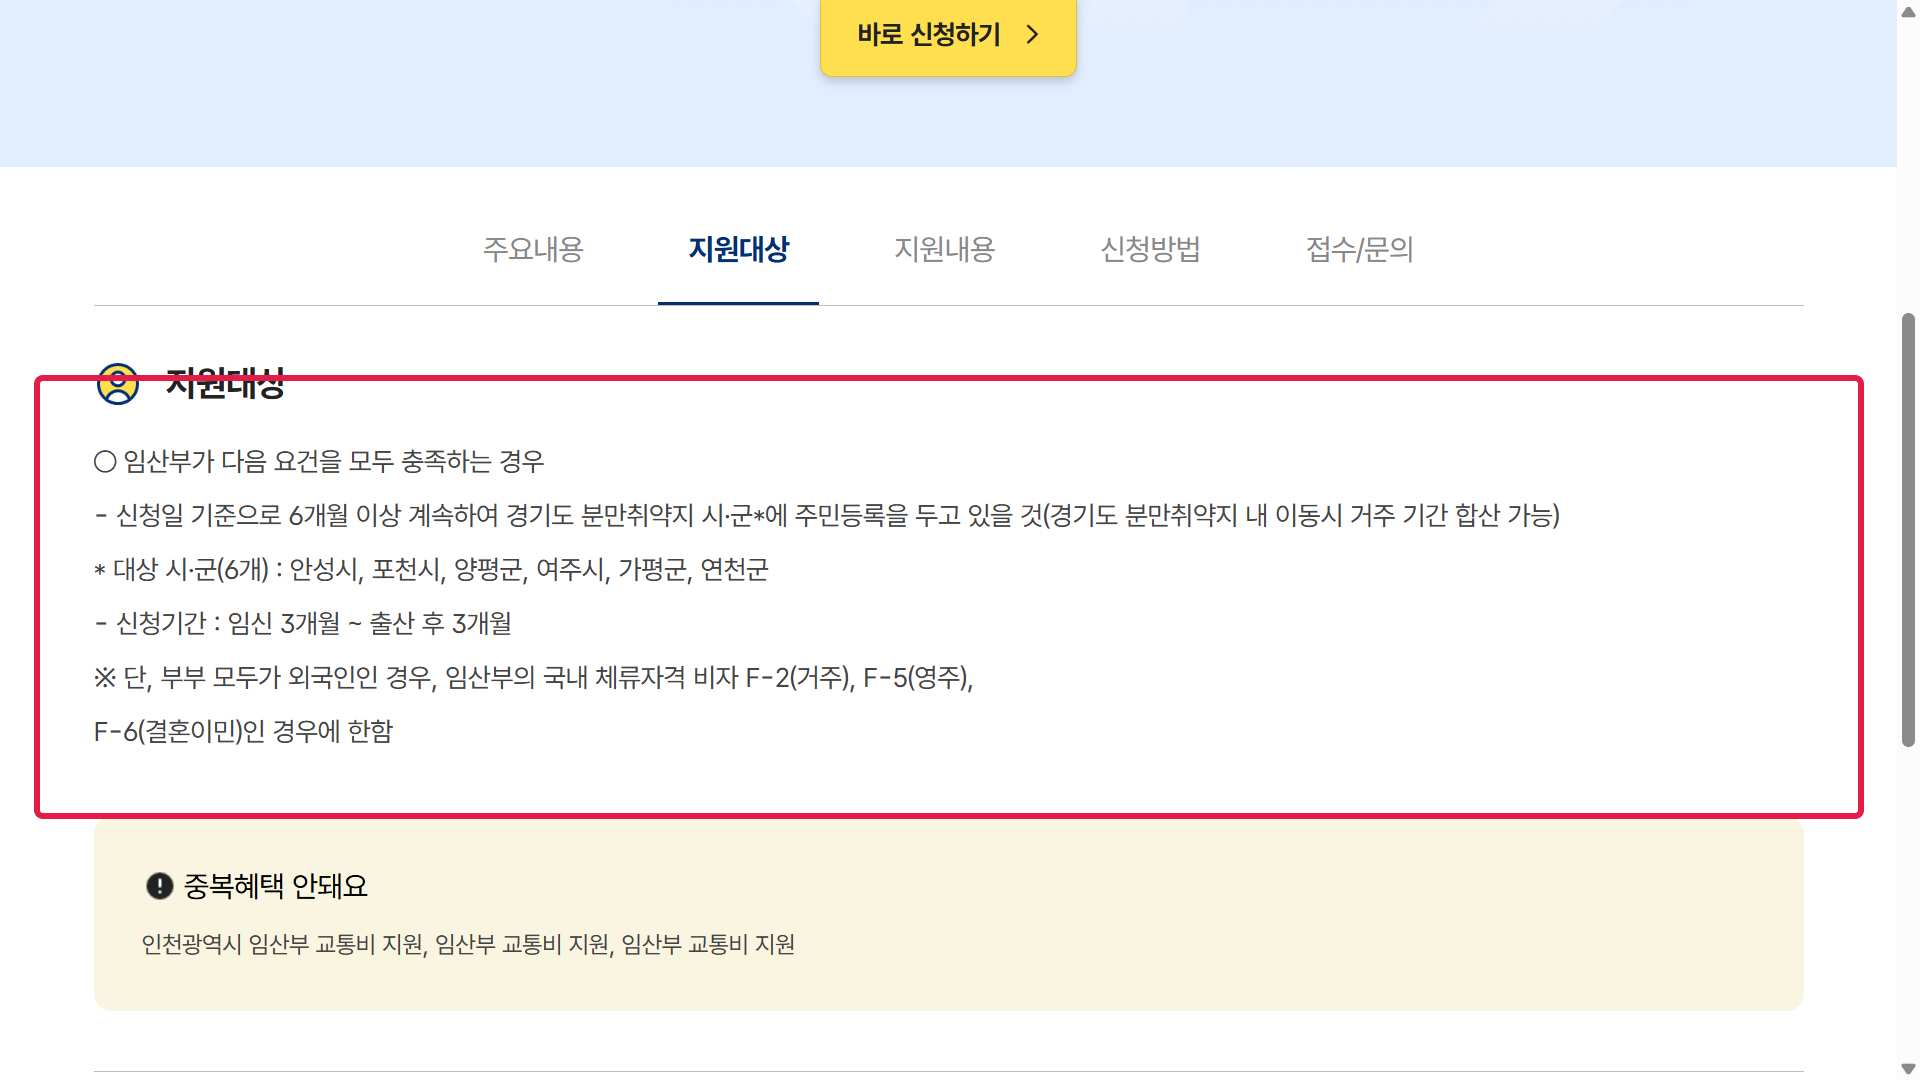 바로 신청하기
주요내용 지원대상 지원내용 신청방법 접수/문의
지원대상
○ 임산부가 다음 요건을 모두 충족하는 경우
- 신청일 기준으로 6개월 이상 계속하여 경기도 분만취약지 시·군*에 주민등록을 두고 있을 것(경기도 분만취약지 내 이동시 거주 기간 합산 가능)
* 대상 시·군(6개) : 안성시, 포천시, 양평군, 여주시, 가평군, 연천군
- 신청기간 : 임신 3개월 ~ 출산 후 3개월
※ 단, 부부 모두가 외국인인 경우, 임산부의 국내 체류자격 비자 F-2(거주), F-5(영주),
F-6(결혼이민)인 경우에 한함
중복혜택 안돼요
인천광역시 임산부 교통비 지원, 임산부 교통비 지원, 임산부 교통비 지원